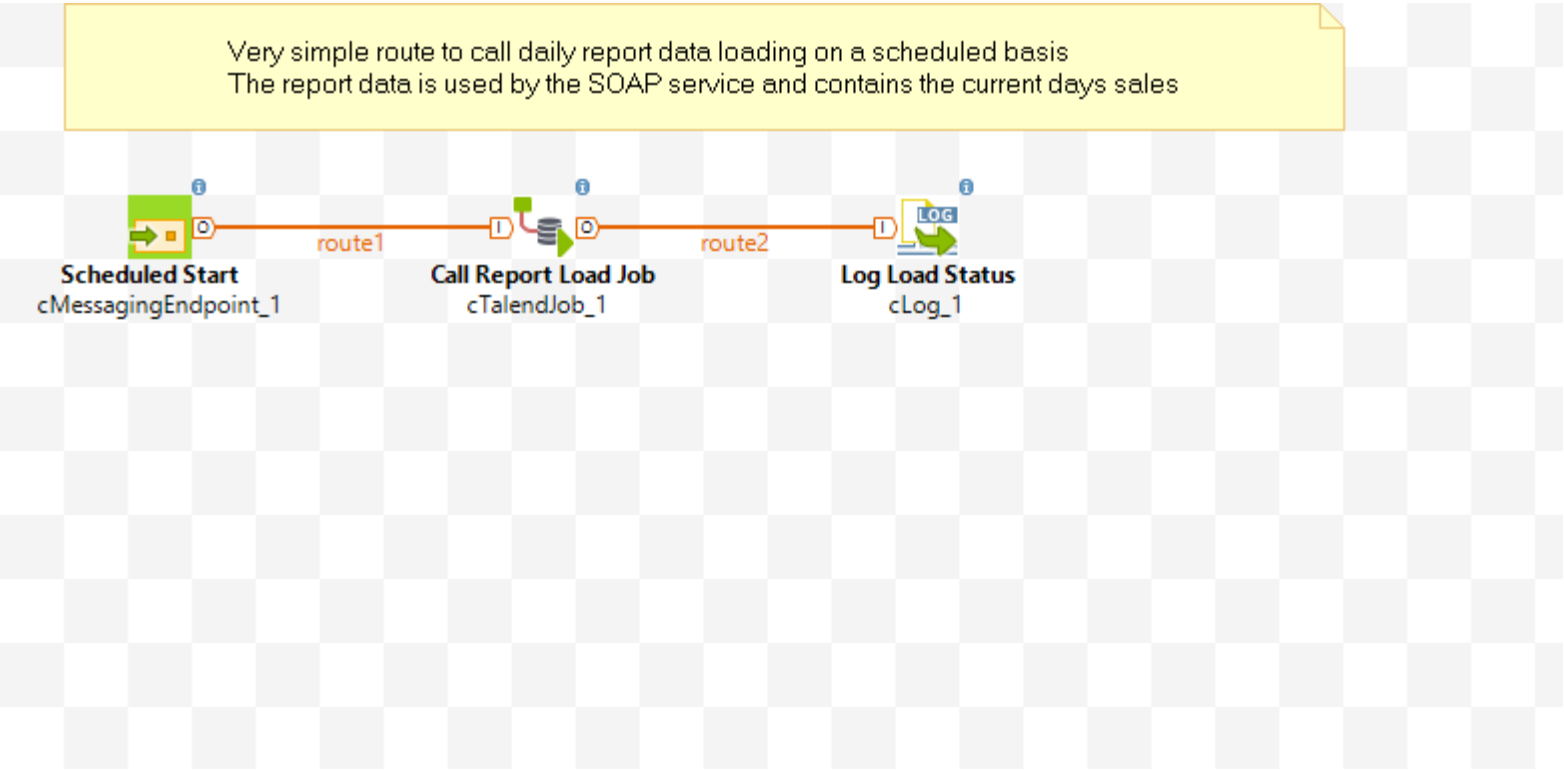 Very simple route to call daily report data loading on a scheduled basis
The report data is used by the SOAP service and contains the current days sales
O
route1
I
O
route2
I
LOG
Scheduled Start
cMessagingEndpoint_1
Call Report Load Job
cTalendJob_1
Log Load Status
cLog_1